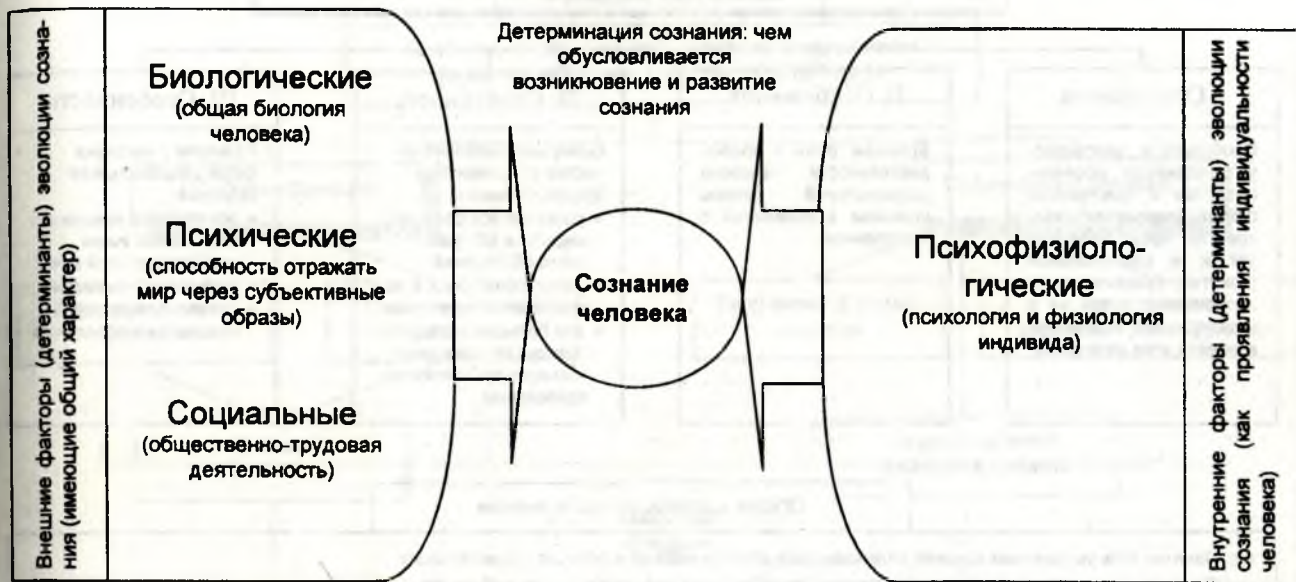 Внешние факторы (детерминанты) эволюции созна-
ния (имеющие общий характер)
Биологические
(общая биология
человека)
Психические
(способность отражать
мир через субъективные
образы)
Социальные
(общественно-трудовая
деятельность)
Детерминация сознания: чем
обусловливается
возникновение и развитие
сознания
Сознание
человека
Психофизиоло-
гические
(психология и физиология
индивида)
Внутренние факторы (детерминанты) эволюции
сознания (как проявления индивидуальности
человека)